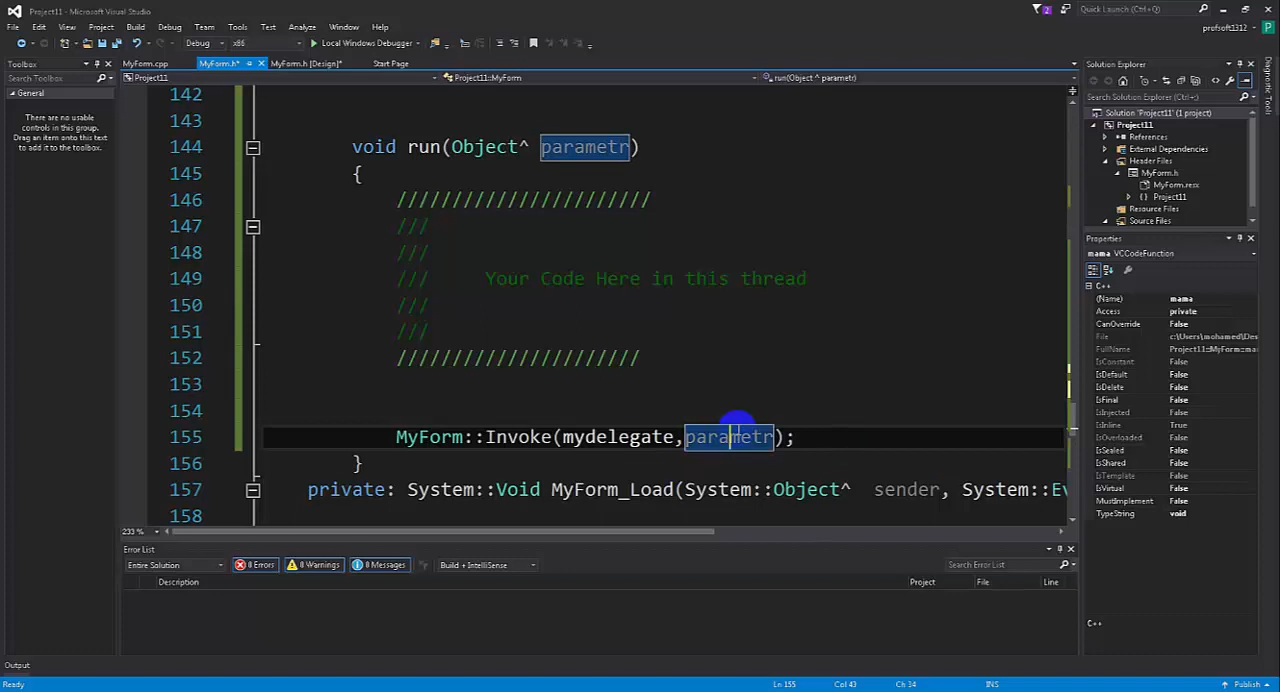 Project11 - Microsoft Visual Studio
2
Quick Launch (Ctrl+Q)
File Edit View Project Build Debug Team Tools Test Analyze Window Help
profsoft1312
P
Debug x86 Local Windows Debugger
Toolbox
MyForm.cpp MyForm.h* MyForm.h [Design]* Start Page
Solution Explorer
Diagnostic Tools
Search Toolbox
Project11 Project11::MyForm run(Object ^ parametr)
General
There are no usable
controls in this group.
Drag an item onto this text
to add it to the toolbox.
142
143
144 void run(Object^ parametr)
145 {
146 ///////////////////////
147 ///
148 ///
149 /// Your Code Here in this thread
150 ///
151 ///
152 //////////////////////
153
154
155 MyForm::Invoke(mydelegate,parametr);
156 }
157 private: System::Void MyForm_Load(System::Object^ sender, System::Ev
158
233 %
Search Solution Explorer (Ctrl+;)
Solution 'Project11' (1 project)
Project11
References
External Dependencies
Header Files
MyForm.h
MyForm.resx
Project11
Resource Files
Source Files
Properties
mama VCCodeFunction
C++
(Name) mama
Access private
CanOverride False
File c:\Users\mohamed\Des
FullName Project11::MyForm::ma
IsConstant False
IsDefault False
IsDelete False
IsFinal False
IsInjected False
IsInline True
IsOverloaded False
IsSealed False
IsShared False
IsTemplate False
IsVirtual False
MustImplement False
TypeString void
C++
Error List
Entire Solution 0 Errors 0 Warnings 0 Messages Build + IntelliSense
Search Error List
Description Project File Line
Output
Ready Ln 155 Col 43 Ch 34 INS Publish